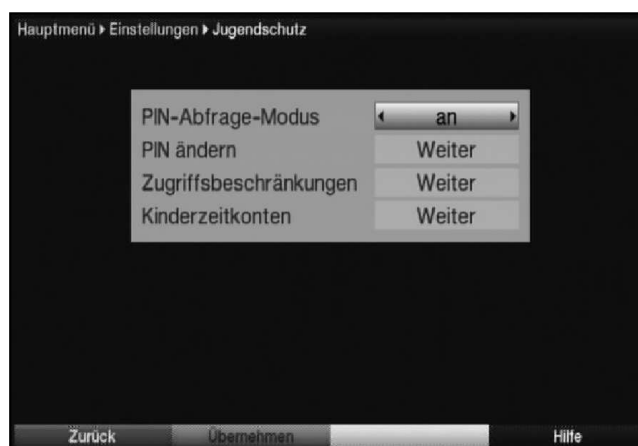 Hauptmenü Einstellungen Jugendschutz
PIN-Abfrage-Modus an
PIN ändern Weiter
Zugriffsbeschränkungen Weiter
Kinderzeitkonten Weiter
Zurück Übernehmen Hilfe